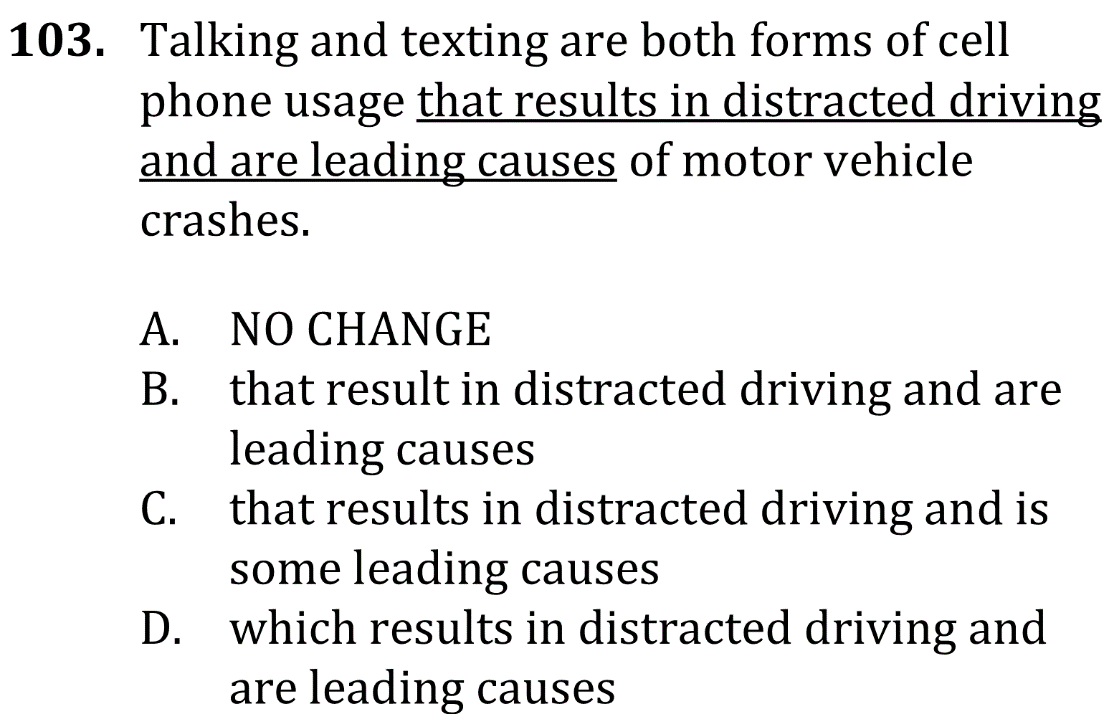 103. Talking and texting are both forms of cell
phone usage that results in distracted driving
and are leading causes of motor vehicle
crashes.
A. NO CHANGE
B. that result in distracted driving and are
leading causes
C. that results in distracted driving and is
some leading causes
D. which results in distracted driving and
are leading causes